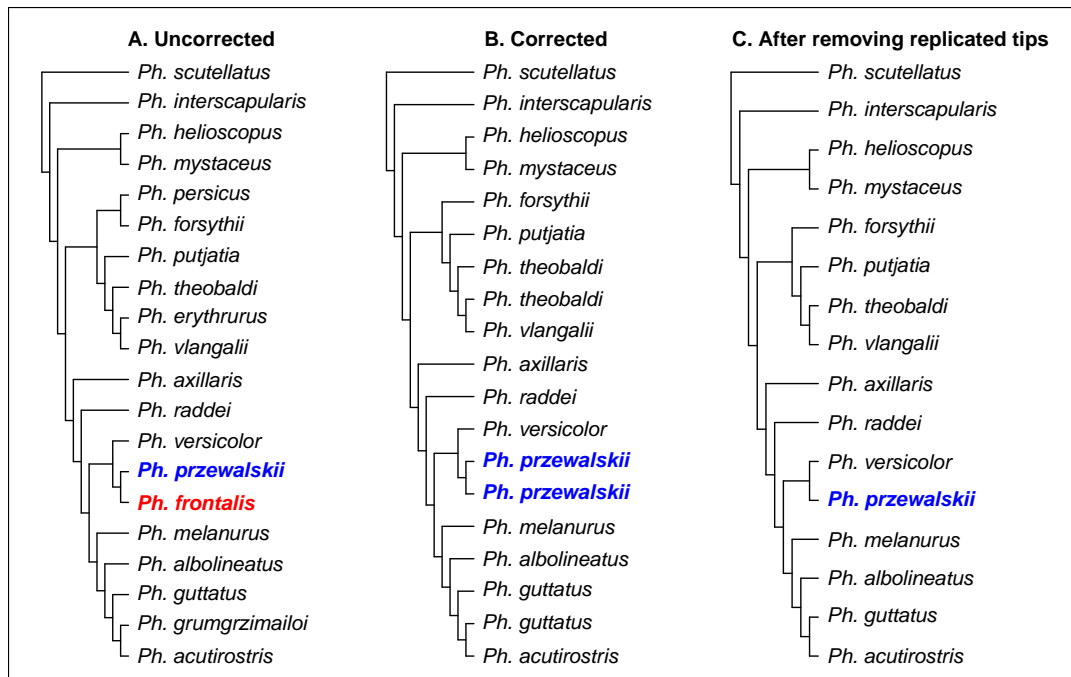 A. Uncorrected
Ph. scutellatus
Ph. interscapularis
Ph. helioscopus
Ph. mystaceus
Ph. persicus
Ph. forsythii
Ph. putjatia
Ph. theobaldi
Ph. erythrurus
Ph. vlangalii
Ph. axillaris
Ph. raddei
Ph. versicolor
Ph. przewalskii
Ph. frontalis
Ph. melanurus
Ph. albolineatus
Ph. guttatus
Ph. grumgrzimailoi
Ph. acutirostris
B. Corrected
Ph. scutellatus
Ph. interscapularis
Ph. helioscopus
Ph. mystaceus
Ph. forsythii
Ph. putjatia
Ph. theobaldi
Ph. theobaldi
Ph. vlangalii
Ph. axillaris
Ph. raddei
Ph. versicolor
Ph. przewalskii
Ph. przewalskii
Ph. melanurus
Ph. albolineatus
Ph. guttatus
Ph. guttatus
Ph. acutirostris
C. After removing replicated tips
Ph. scutellatus
Ph. interscapularis
Ph. helioscopus
Ph. mystaceus
Ph. forsythii
Ph. putjatia
Ph. theobaldi
Ph. vlangalii
Ph. axillaris
Ph. raddei
Ph. versicolor
Ph. przewalskii
Ph. melanurus
Ph. albolineatus
Ph. guttatus
Ph. acutirostris